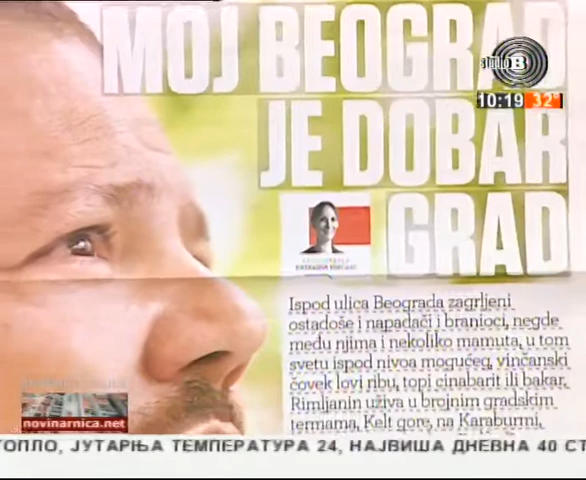 MOJ BEOGRAD
JE DOBAR
GRAD
studio B
10:19 32°
Ispod ulica Beograda zagrljeni
ostadoše i napadači i branioci, negde
među njima i nekoliko mamuta, u tom
svetu ispod nivoa mogućeg, vinčanski
čovek lovi ribu, topi cinabarit ili bakar.
Rimljanin uživa u brojnim gradskim
termama, Kelt gore, na Karaburmi,
novinarnica.net
ТОПЛО, ЈУТАРЊА ТЕМПЕРАТУРА 24, НАЈВИША ДНЕВНА 40 СТ